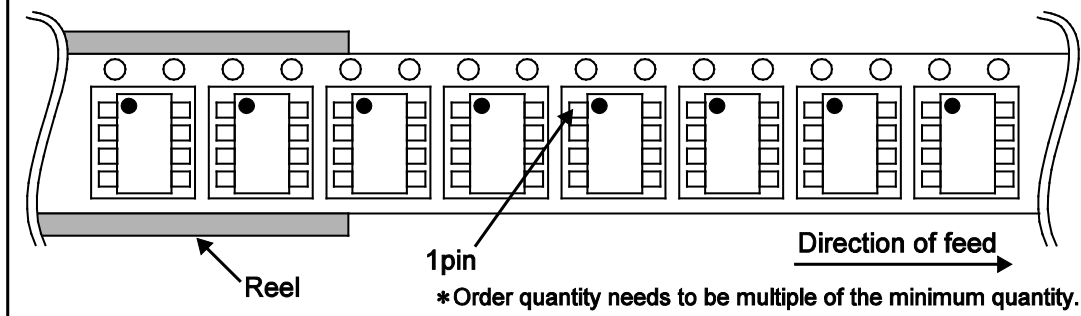 Direction of feed
1pin
Reel
*Order quantity needs to be multiple of the minimum quantity.